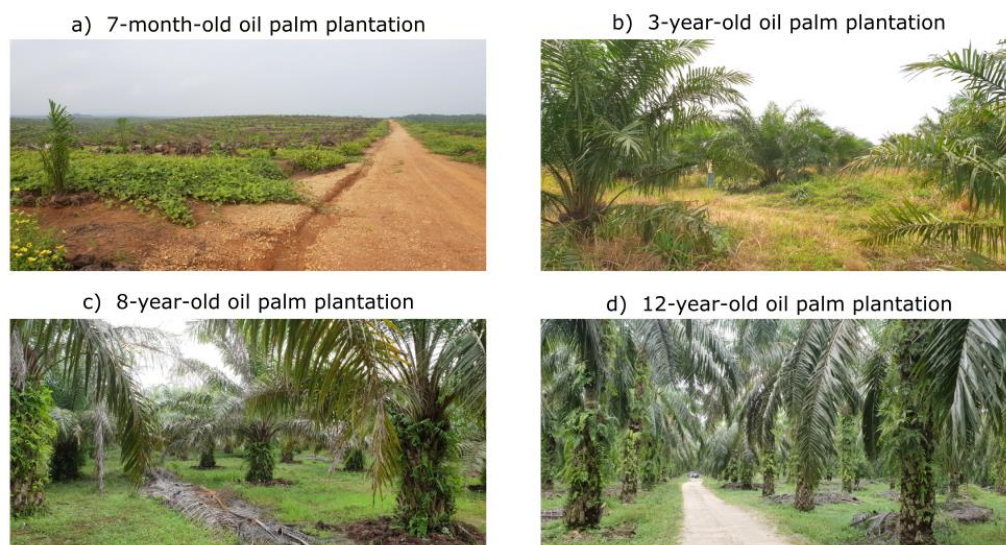 a) 7-month-old oil palm plantation
b) 3-year-old oil palm plantation
c) 8-year-old oil palm plantation
d) 12-year-old oil palm plantation